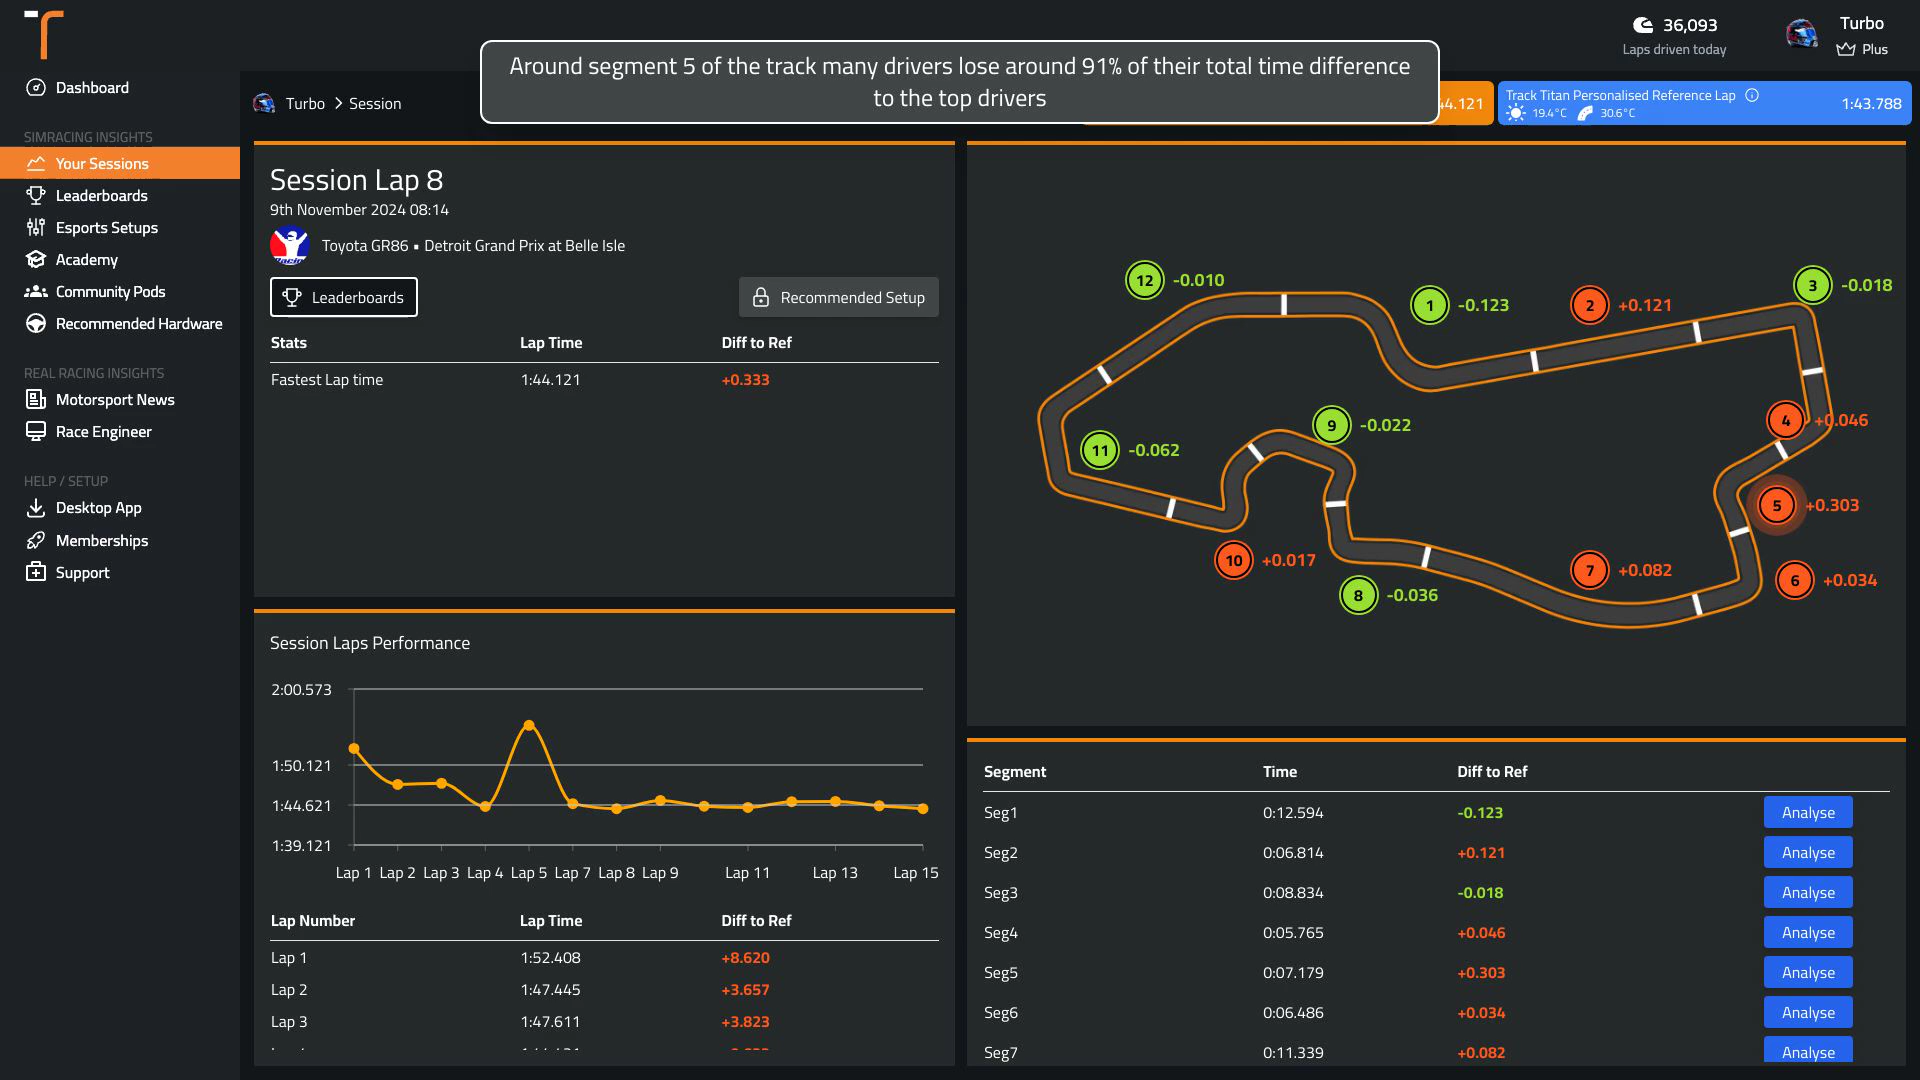 36,093
Laps driven today
Turbo
Plus
Around segment 5 of the track many drivers lose around 91% of their total time difference
to the top drivers
Dashboard
SIMRACING INSIGHTS
Your Sessions
Leaderboards
Esports Setups
Academy
Community Pods
Recommended Hardware
REAL RACING INSIGHTS
Motorsport News
Race Engineer
HELP / SETUP
Desktop App
Memberships
Support
Turbo > Session
44.121
Track Titan Personalised Reference Lap
19.4°C 30.6°C
1:43.788
Session Lap 8
9th November 2024 08:14
Toyota GR86 • Detroit Grand Prix at Belle Isle
Leaderboards
Recommended Setup
Stats Lap Time Diff to Ref
Fastest Lap time 1:44.121 +0.333
Session Laps Performance
2:00.573
1:50.121
1:44.621
1:39.121
Lap 1 Lap 2 Lap 3 Lap 4 Lap 5 Lap 7 Lap 8 Lap 9 Lap 11 Lap 13 Lap 15
Lap Number Lap Time Diff to Ref
Lap 1 1:52.408 +8.620
Lap 2 1:47.445 +3.657
Lap 3 1:47.611 +3.823
12 -0.010
1 -0.123
2 +0.121
3 -0.018
4 +0.046
9 -0.022
11 -0.062
5 +0.303
10 +0.017
7 +0.082
6 +0.034
8 -0.036
Segment Time Diff to Ref
Seg1 0:12.594 -0.123 Analyse
Seg2 0:06.814 +0.121 Analyse
Seg3 0:08.834 -0.018 Analyse
Seg4 0:05.765 +0.046 Analyse
Seg5 0:07.179 +0.303 Analyse
Seg6 0:06.486 +0.034 Analyse
Seg7 0:11.339 +0.082 Analyse